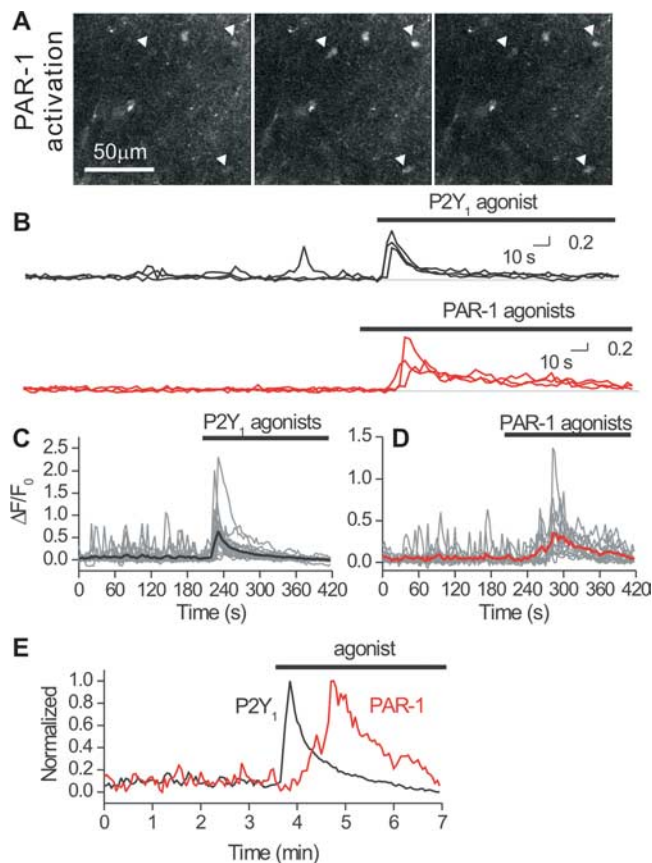 A
PAR-1 activation
50μm
B
P2Y1 agonist
10 s 0.2
PAR-1 agonists
10 s 0.2
C
P2Y1 agonists
ΔF/F0
2.5
2.0
1.5
1.0
0.5
0.0
0 60 120 180 240 300 360 420
Time (s)
D
PAR-1 agonists
1.5
1.0
0.5
0.0
0 60 120 180 240 300 360 420
Time (s)
E
agonist
P2Y1
PAR-1
Normalized
1.0
0.8
0.6
0.4
0.2
0.0
0 1 2 3 4 5 6 7
Time (min)